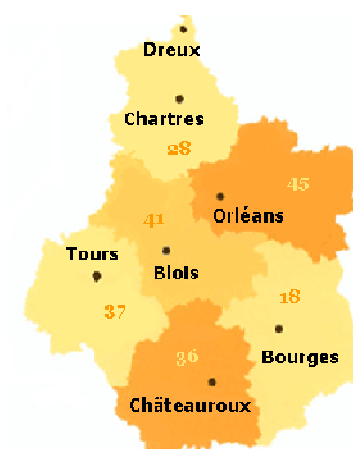 Dreux
Chartres
28
45
Orléans
41
Tours
Blois
18
37
Bourges
36
Châteauroux